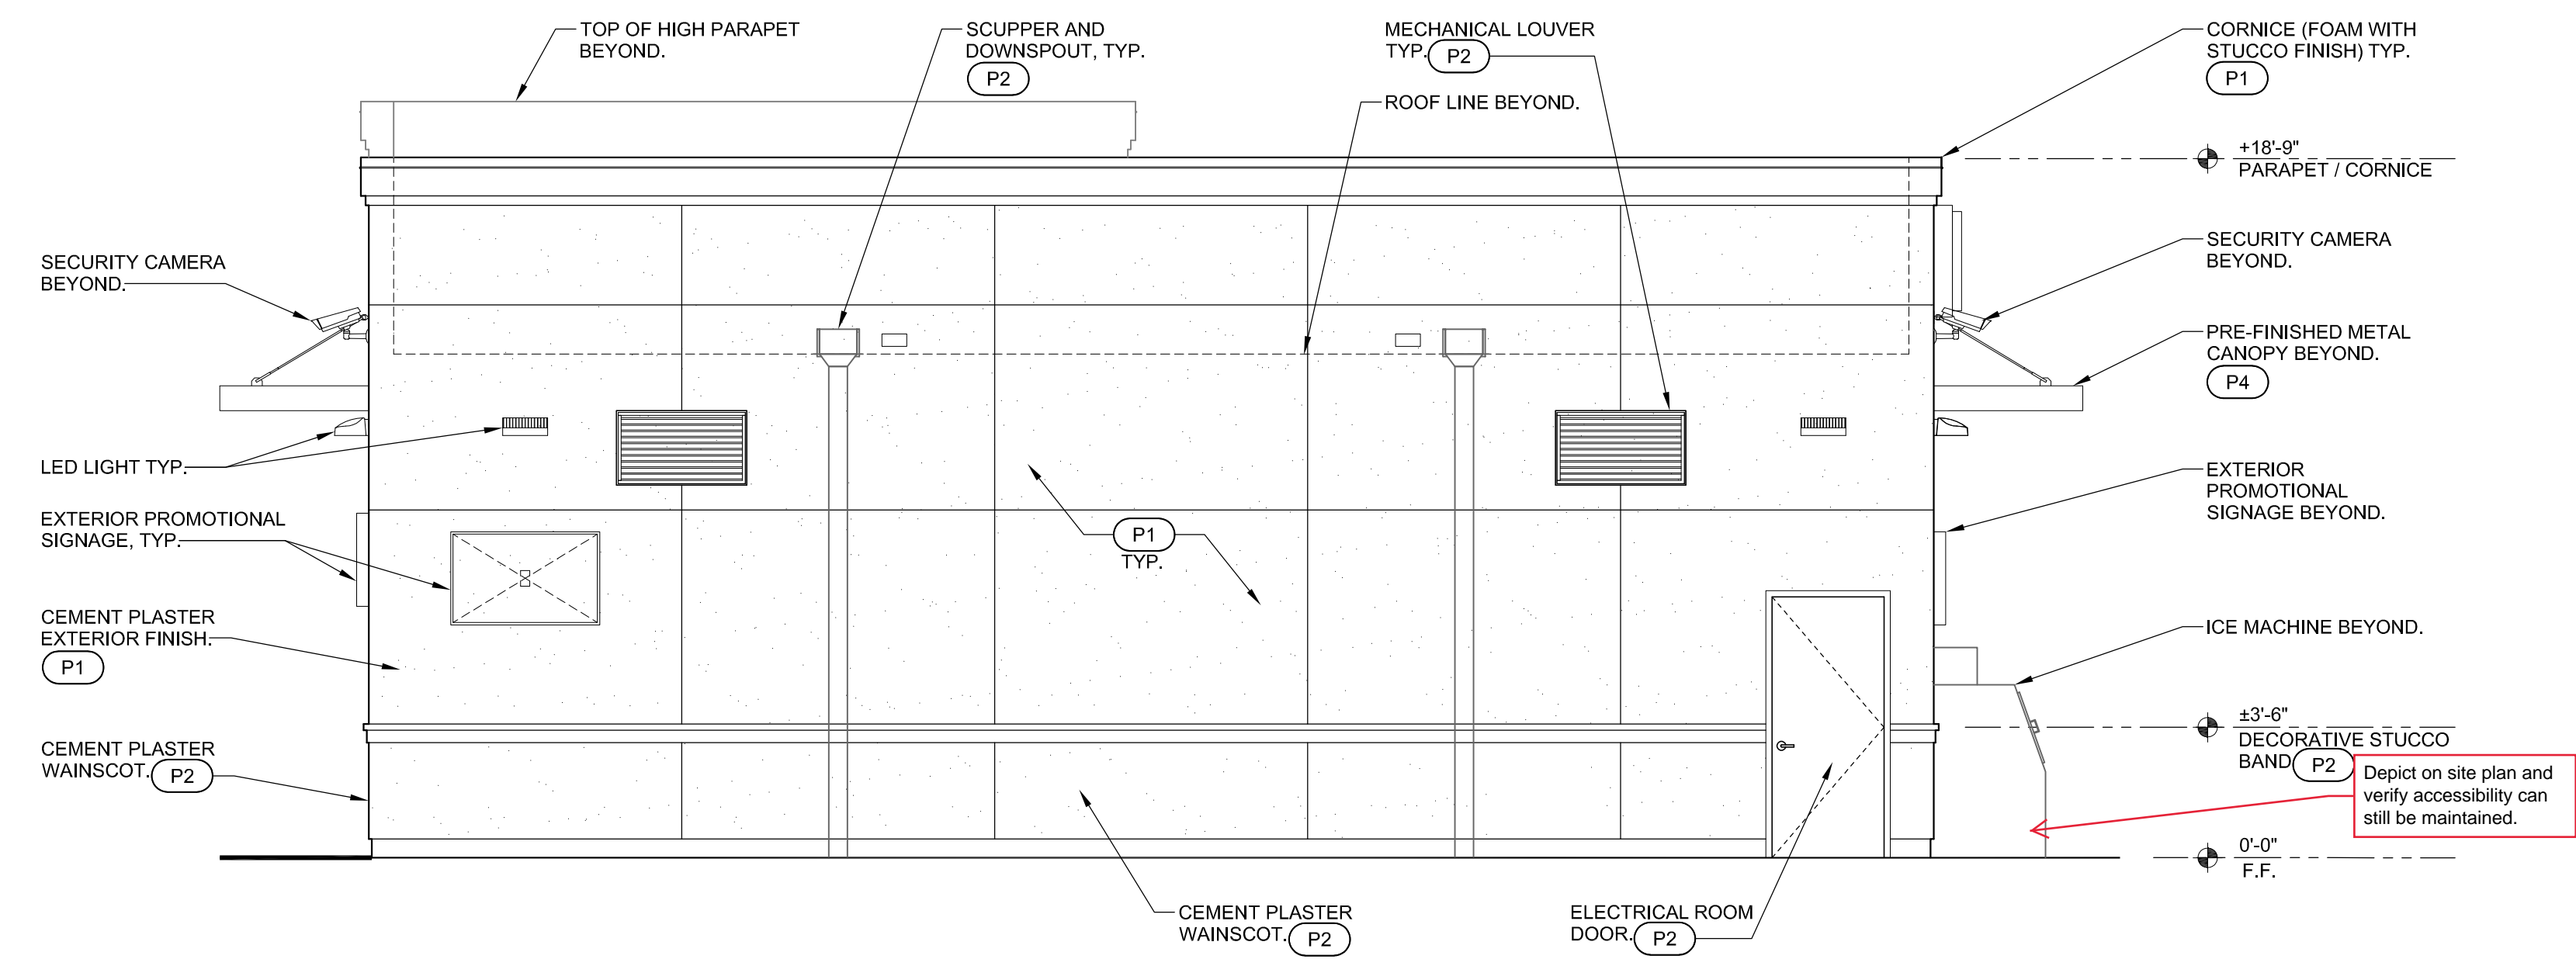 TOP OF HIGH PARAPET
BEYOND.
SCUPPER AND
DOWNSPOUT, TYP.
P2
MECHANICAL LOUVER
TYP. P2
ROOF LINE BEYOND.
CORNICE (FOAM WITH
STUCCO FINISH) TYP.
P1
+18'-9"
PARAPET / CORNICE
SECURITY CAMERA
BEYOND.
SECURITY CAMERA
BEYOND.
PRE-FINISHED METAL
CANOPY BEYOND.
P4
LED LIGHT TYP.
EXTERIOR
PROMOTIONAL
SIGNAGE BEYOND.
EXTERIOR PROMOTIONAL
SIGNAGE, TYP.
P1
TYP.
CEMENT PLASTER
EXTERIOR FINISH.
P1
ICE MACHINE BEYOND.
±3'-6"
DECORATIVE STUCCO
BAND P2
CEMENT PLASTER
WAINSCOT. P2
Depict on site plan and
verify accessibility can
still be maintained.
0'-0"
F.F.
CEMENT PLASTER
WAINSCOT. P2
ELECTRICAL ROOM
DOOR. P2